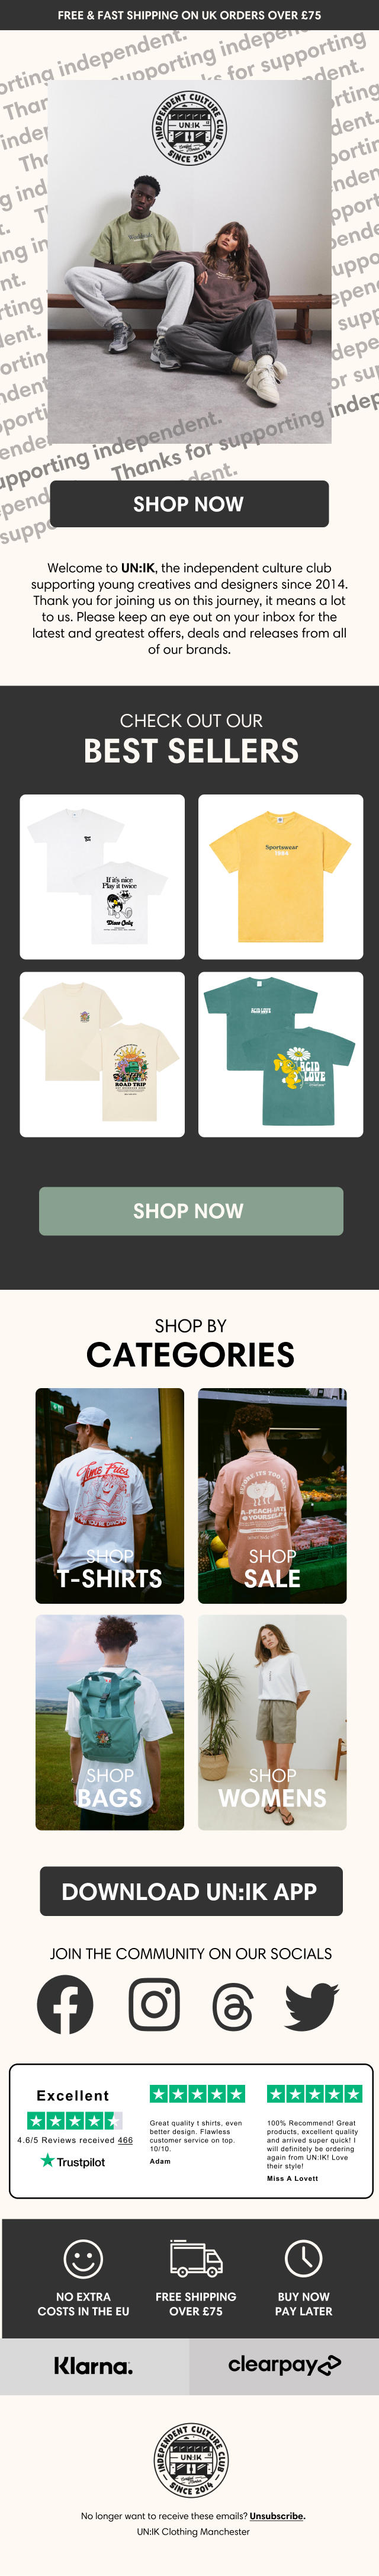 FREE & FAST SHIPPING ON UK ORDERS OVER £75
INDEPENDENT CULTURE CLUB
UN:IK
SINCE 2014
upporting independent.
Thanks for supporting indep
SHOP NOW
Welcome to UN:IK, the independent culture club
supporting young creatives and designers since 2014.
Thank you for joining us on this journey, it means a lot
to us. Please keep an eye out on your inbox for the
latest and greatest offers, deals and releases from all
of our brands.
CHECK OUT OUR
BEST SELLERS
If it's nice
Play it twice
Disco Only
Sportswear
ROAD TRIP
ACID LOVE
ACID
LOVE
SHOP NOW
SHOP BY
CATEGORIES
Time Flies
SHOP
T-SHIRTS
SHOP
SALE
SHOP
BAGS
SHOP
WOMENS
DOWNLOAD UN:IK APP
JOIN THE COMMUNITY ON OUR SOCIALS
Excellent
4.6/5 Reviews received 466
Trustpilot
Great quality t shirts, even
better design. Flawless
customer service on top.
10/10.
Adam
100% Recommend! Great
products, excellent quality
and arrived super quick! I
will definitely be ordering
again from UN:IK! Love
their style!
Miss A Lovett
NO EXTRA
COSTS IN THE EU
FREE SHIPPING
OVER £75
BUY NOW
PAY LATER
Klarna.
clearpay
INDEPENDENT CULTURE CLUB
UN:IK
SINCE 2014
No longer want to receive these emails? Unsubscribe.
UN:IK Clothing Manchester